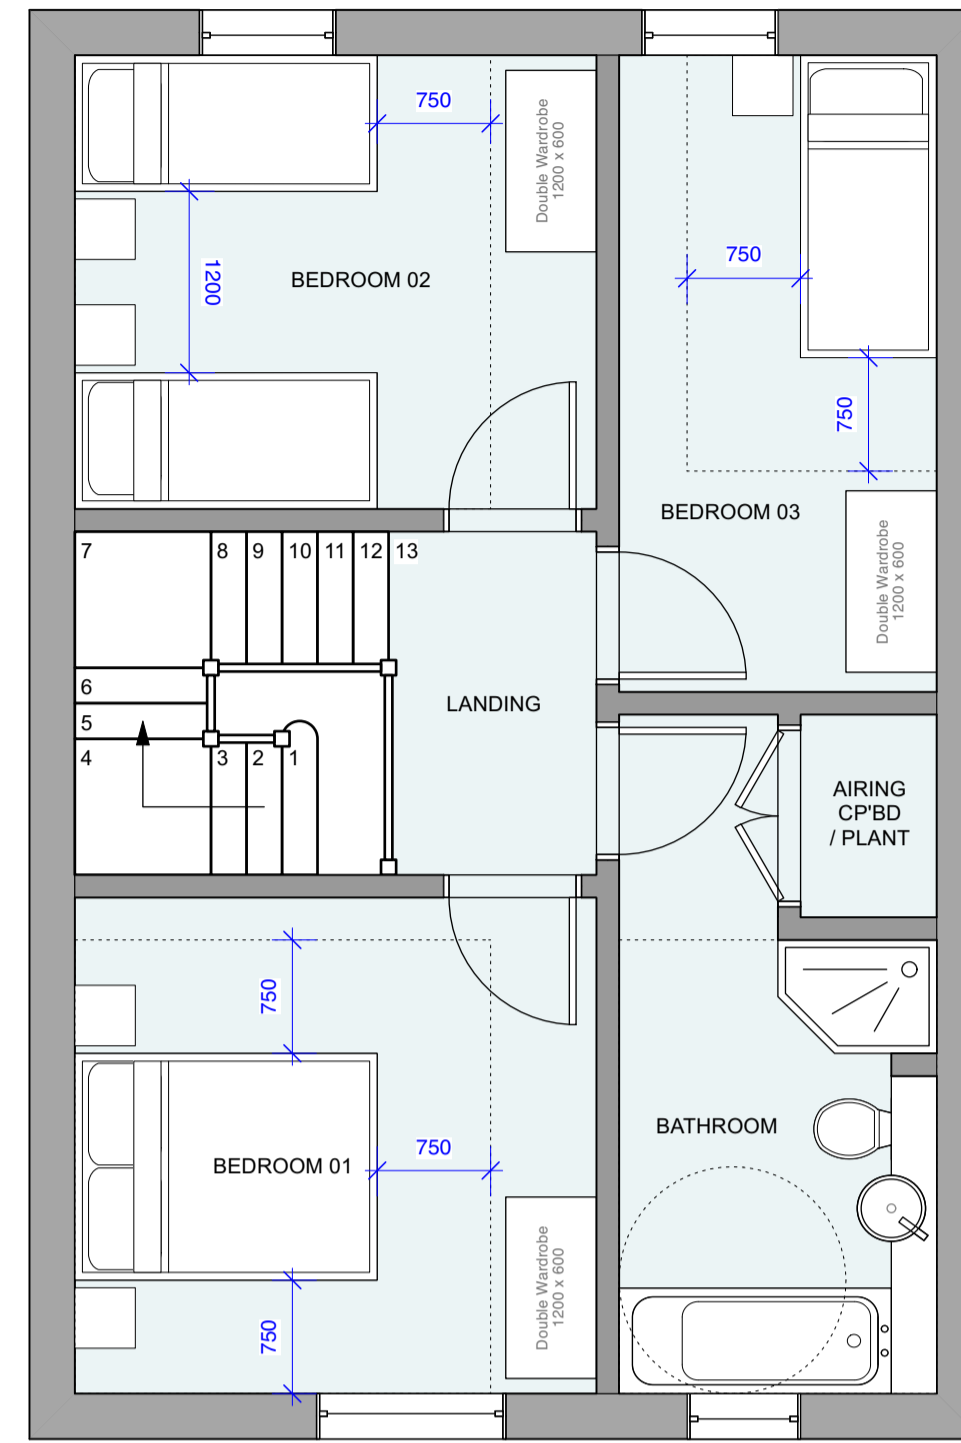 750
Double Wardrobe
1200 x 600
750
1200
BEDROOM 02
750
BEDROOM 03
Double Wardrobe
1200 x 600
7
8
9
10
11
12
13
6
5
4
3
2
1
LANDING
AIRING
CP'BD
/ PLANT
750
BEDROOM 01
750
BATHROOM
Double Wardrobe
1200 x 600
750